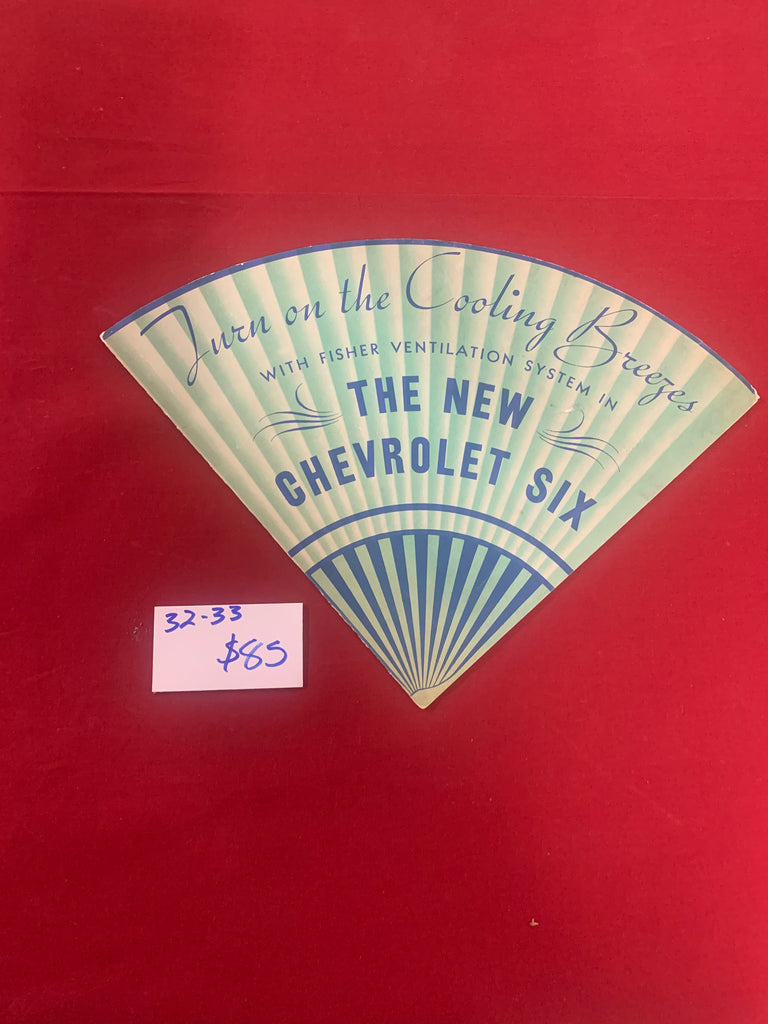 Turn on the Cooling Breezes
WITH FISHER VENTILATION SYSTEM IN
THE NEW
CHEVROLET SIX
32-33
$85